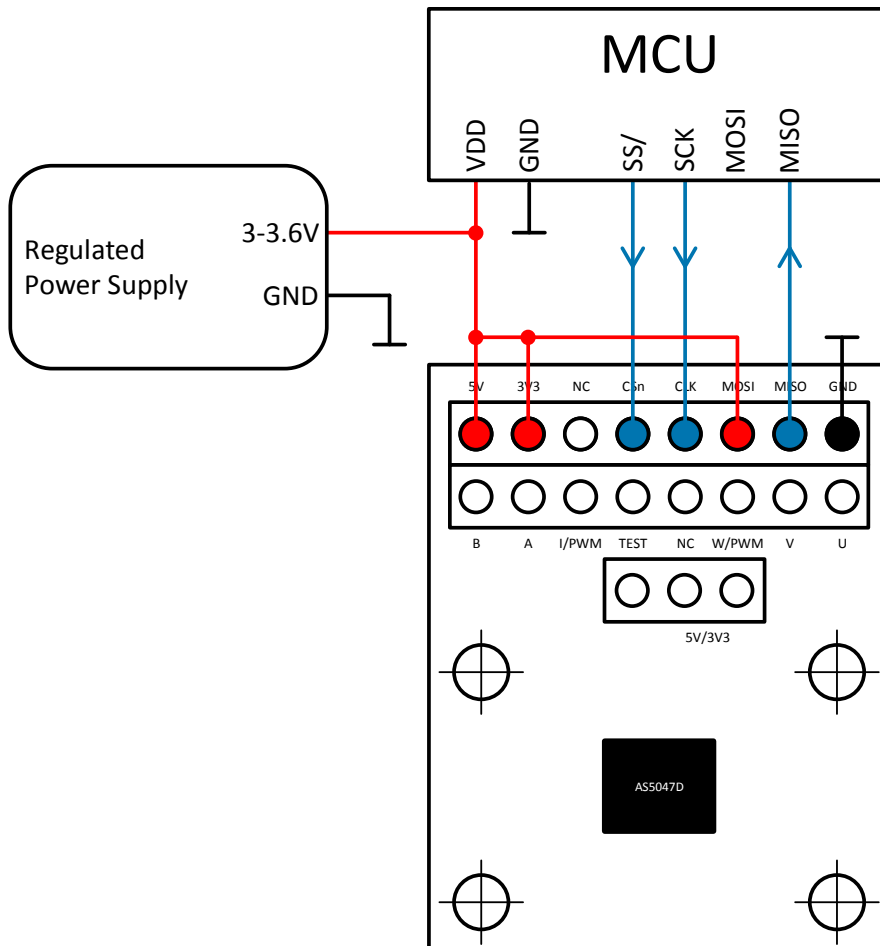 MCU
VDD
GND
SS/
SCK
MOSI
MISO
Regulated
Power Supply
3-3.6V
GND
5V 3V3 NC CSn CLK MOSI MISO GND
B A I/PWM TEST NC W/PWM V U
5V/3V3
AS5047D